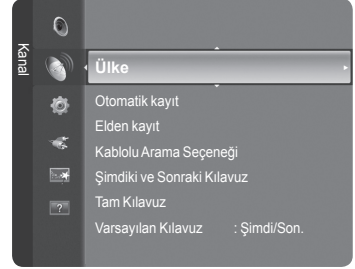 Kanal
Ülke
Otomatik kayıt
Elden kayıt
Kablolu Arama Seçeneği
Şimdiki ve Sonraki Kılavuz
Tam Kılavuz
Varsayılan Kılavuz : Şimdi/Son.
?